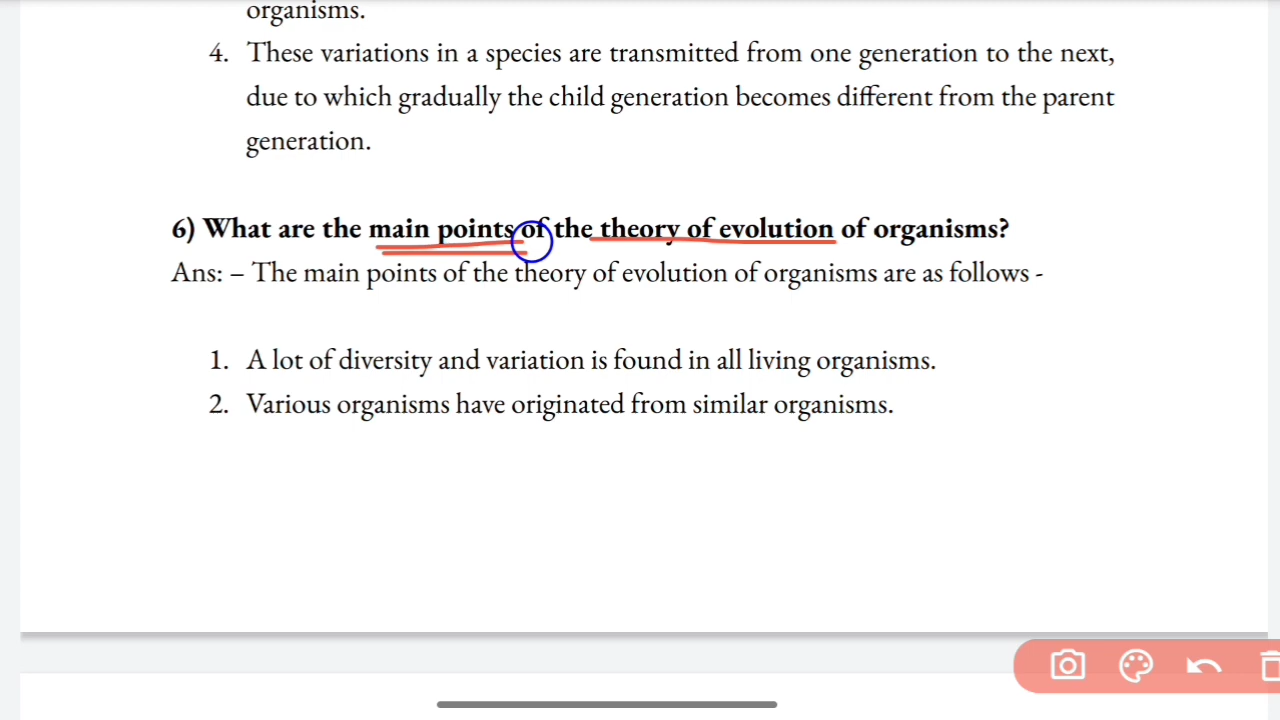 organisms.
4. These variations in a species are transmitted from one generation to the next,
due to which gradually the child generation becomes different from the parent
generation.
6) What are the main points of the theory of evolution of organisms?
Ans: – The main points of the theory of evolution of organisms are as follows -
1. A lot of diversity and variation is found in all living organisms.
2. Various organisms have originated from similar organisms.